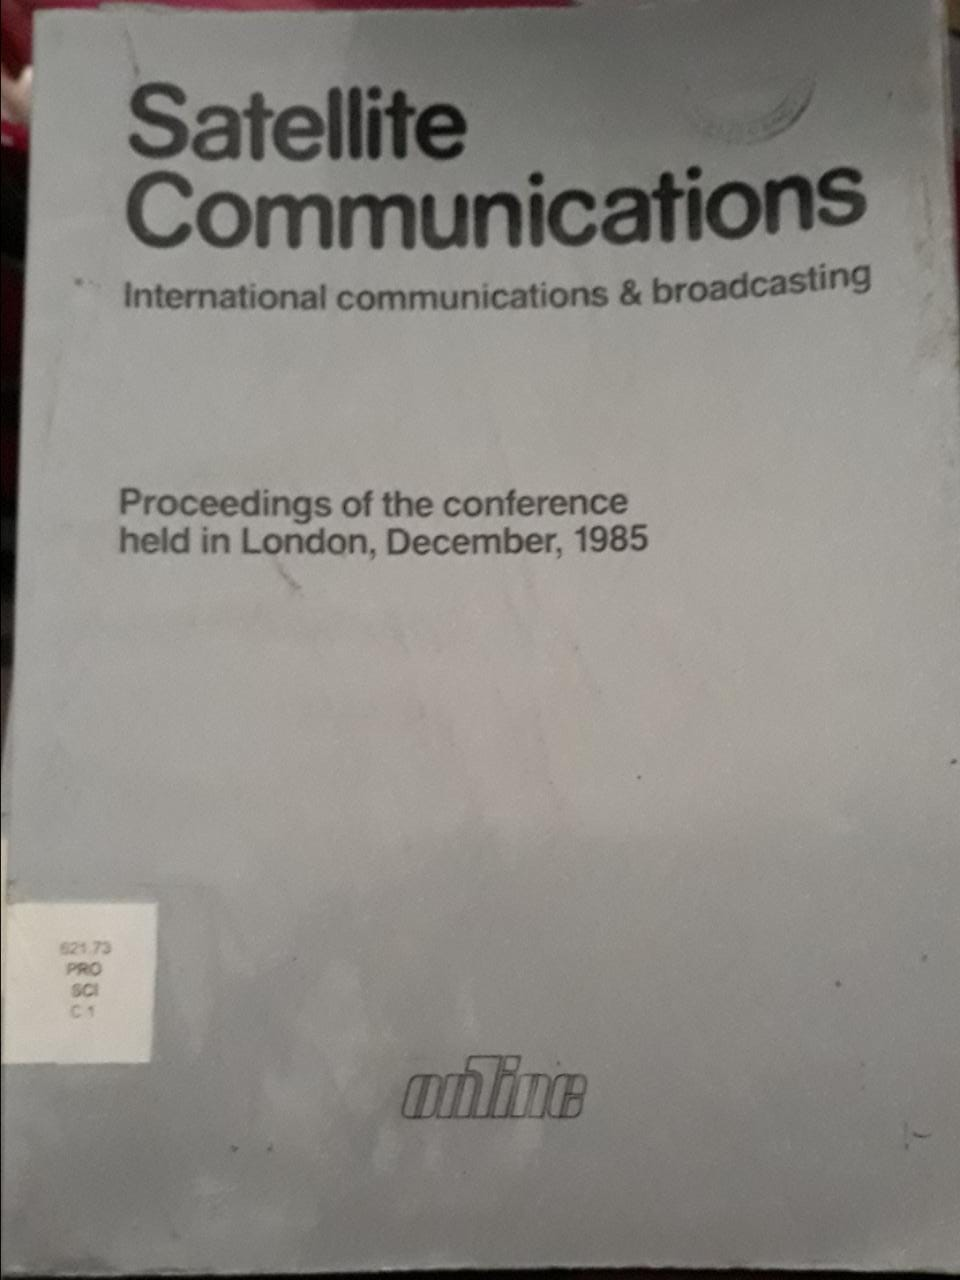 Satellite
Communications
International communications & broadcasting
Proceedings of the conference
held in London, December, 1985
621.73
PRO
SCI
C.1
online